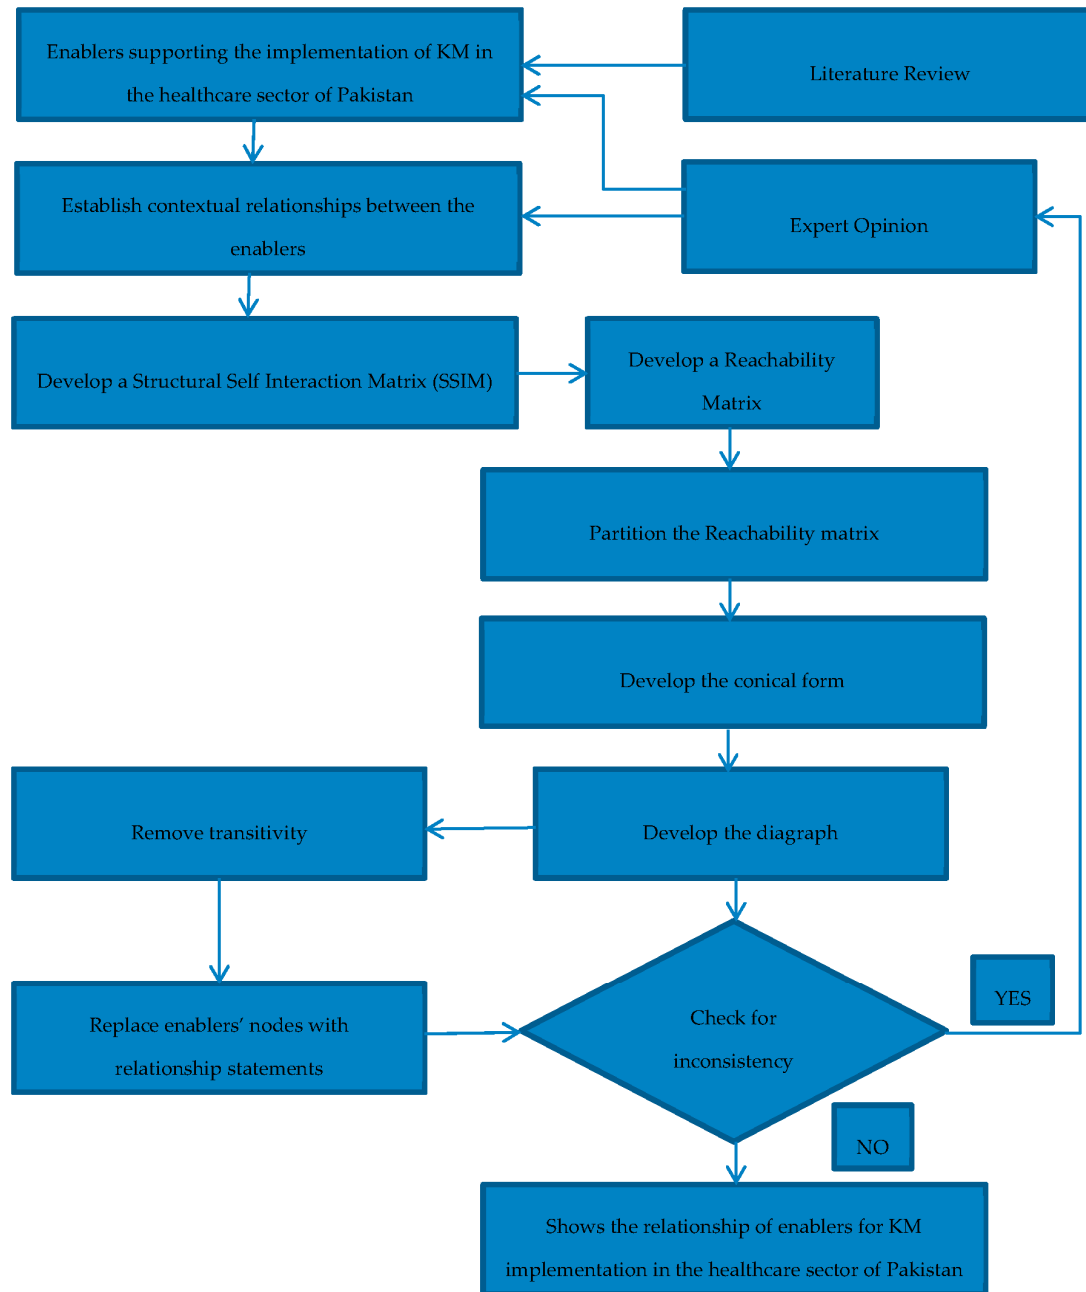 Enablers supporting the implementation of KM in
the healthcare sector of Pakistan
Literature Review
Establish contextual relationships between the
enablers
Expert Opinion
Develop a Structural Self Interaction Matrix (SSIM)
Develop a Reachability
Matrix
Partition the Reachability matrix
Develop the conical form
Remove transitivity
Develop the diagraph
Replace enablers’ nodes with
relationship statements
Check for
inconsistency
YES
NO
Shows the relationship of enablers for KM
implementation in the healthcare sector of Pakistan